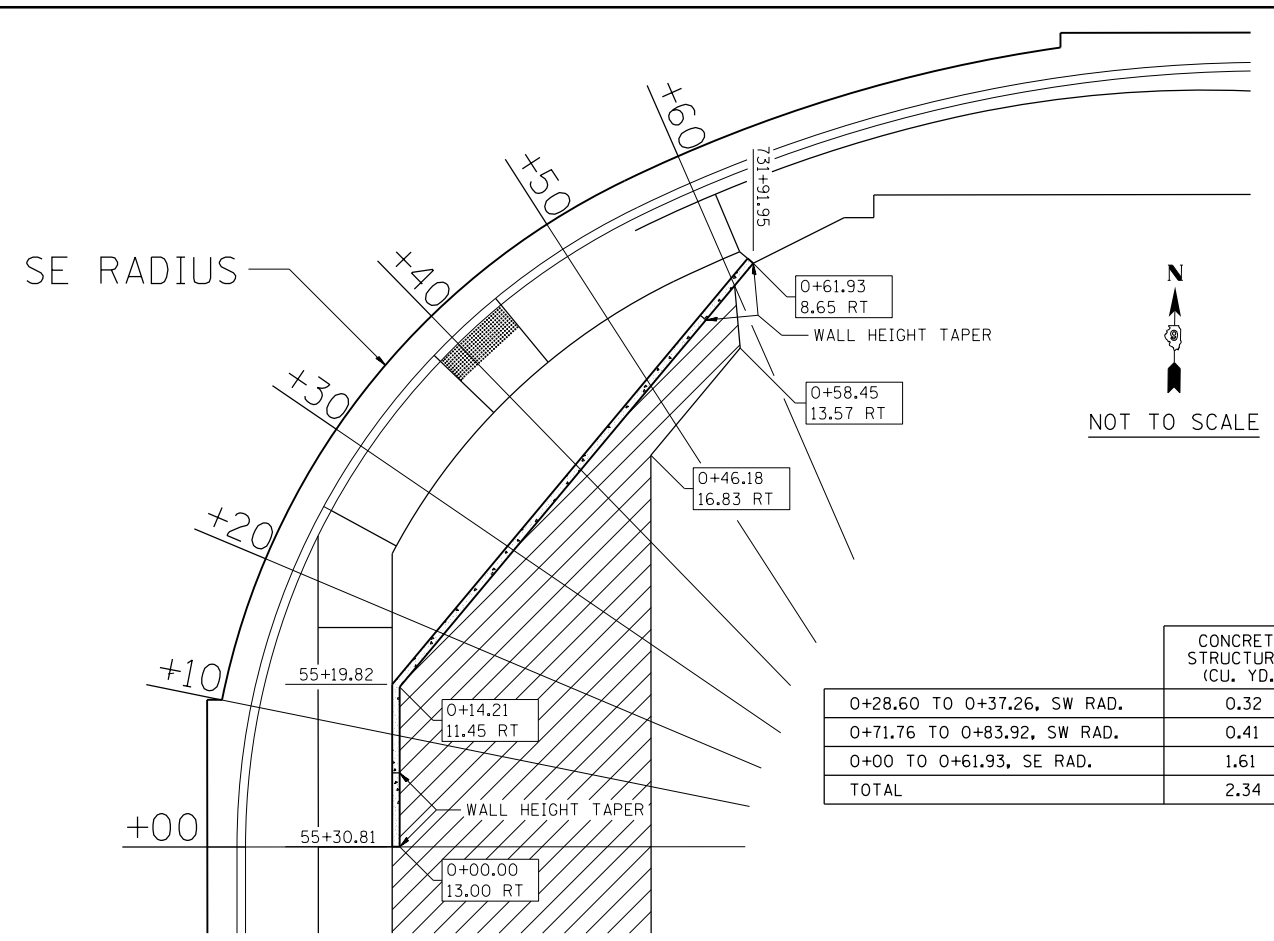 +60
731+91.95
+50
SE RADIUS
+40
0+61.93
8.65 RT
N
WALL HEIGHT TAPER
+30
0+58.45
13.57 RT
NOT TO SCALE
0+46.18
16.83 RT
+20
+10
55+19.82
0+14.21
11.45 RT
CONCRET
STRUCTUR
(CU. YD.
0+28.60 TO 0+37.26, SW RAD. 0.32
0+71.76 TO 0+83.92, SW RAD. 0.41
0+00 TO 0+61.93, SE RAD. 1.61
TOTAL 2.34
WALL HEIGHT TAPER
+00
55+30.81
0+00.00
13.00 RT